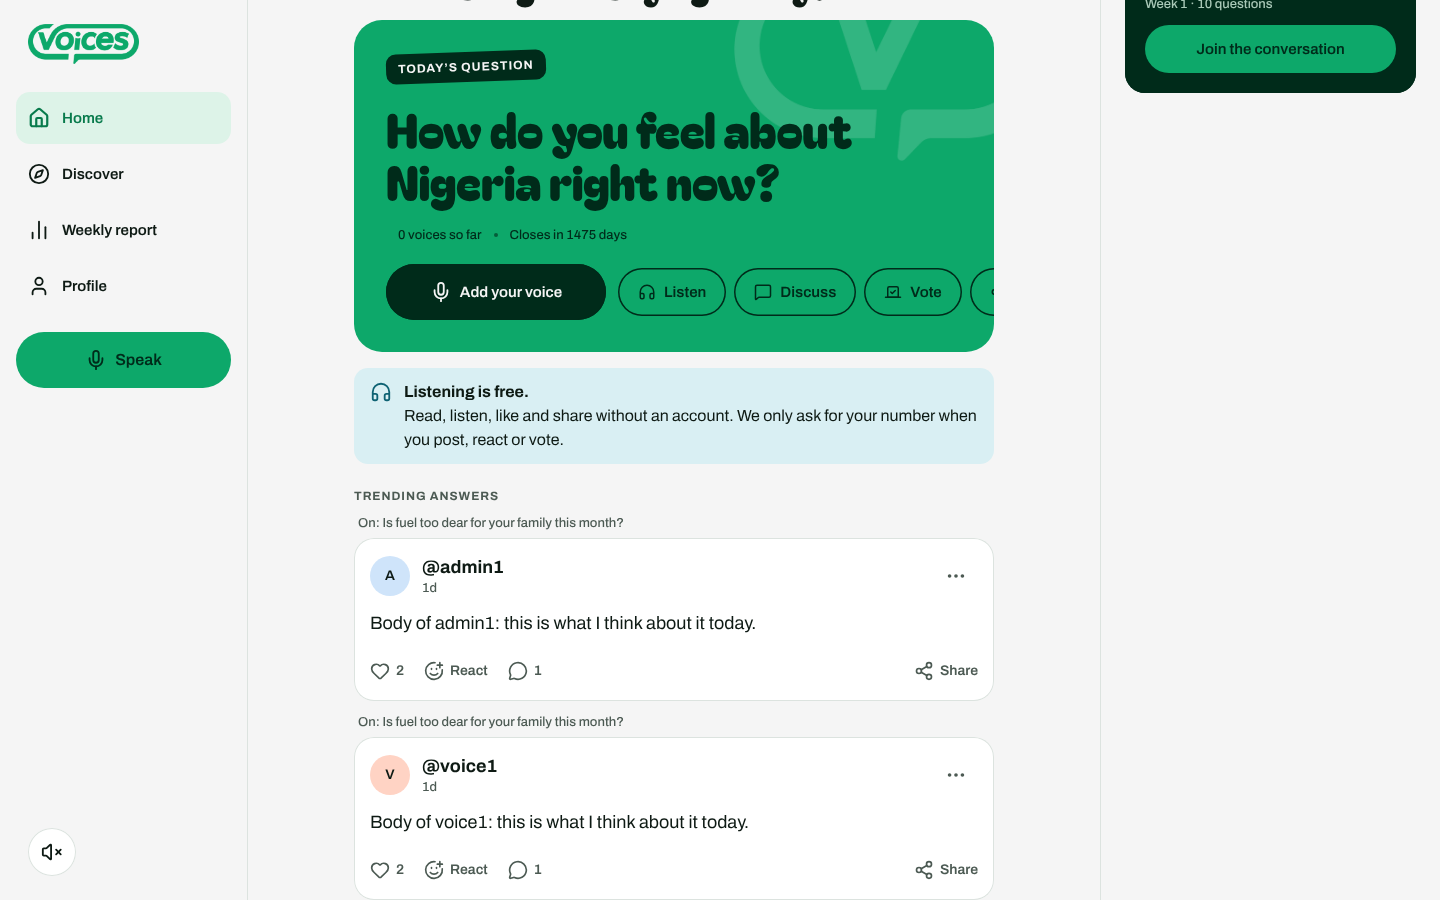 Voices
Home
Discover
Weekly report
Profile
Speak
TODAY'S QUESTION
How do you feel about
Nigeria right now?
0 voices so far • Closes in 1475 days
Add your voice
Listen
Discuss
Vote
Listening is free.
Read, listen, like and share without an account. We only ask for your number when
you post, react or vote.
TRENDING ANSWERS
On: Is fuel too dear for your family this month?
A
@admin1
1d
Body of admin1: this is what I think about it today.
2
React
1
Share
On: Is fuel too dear for your family this month?
V
@voice1
1d
Body of voice1: this is what I think about it today.
2
React
1
Share
Week 1 · 10 questions
Join the conversation